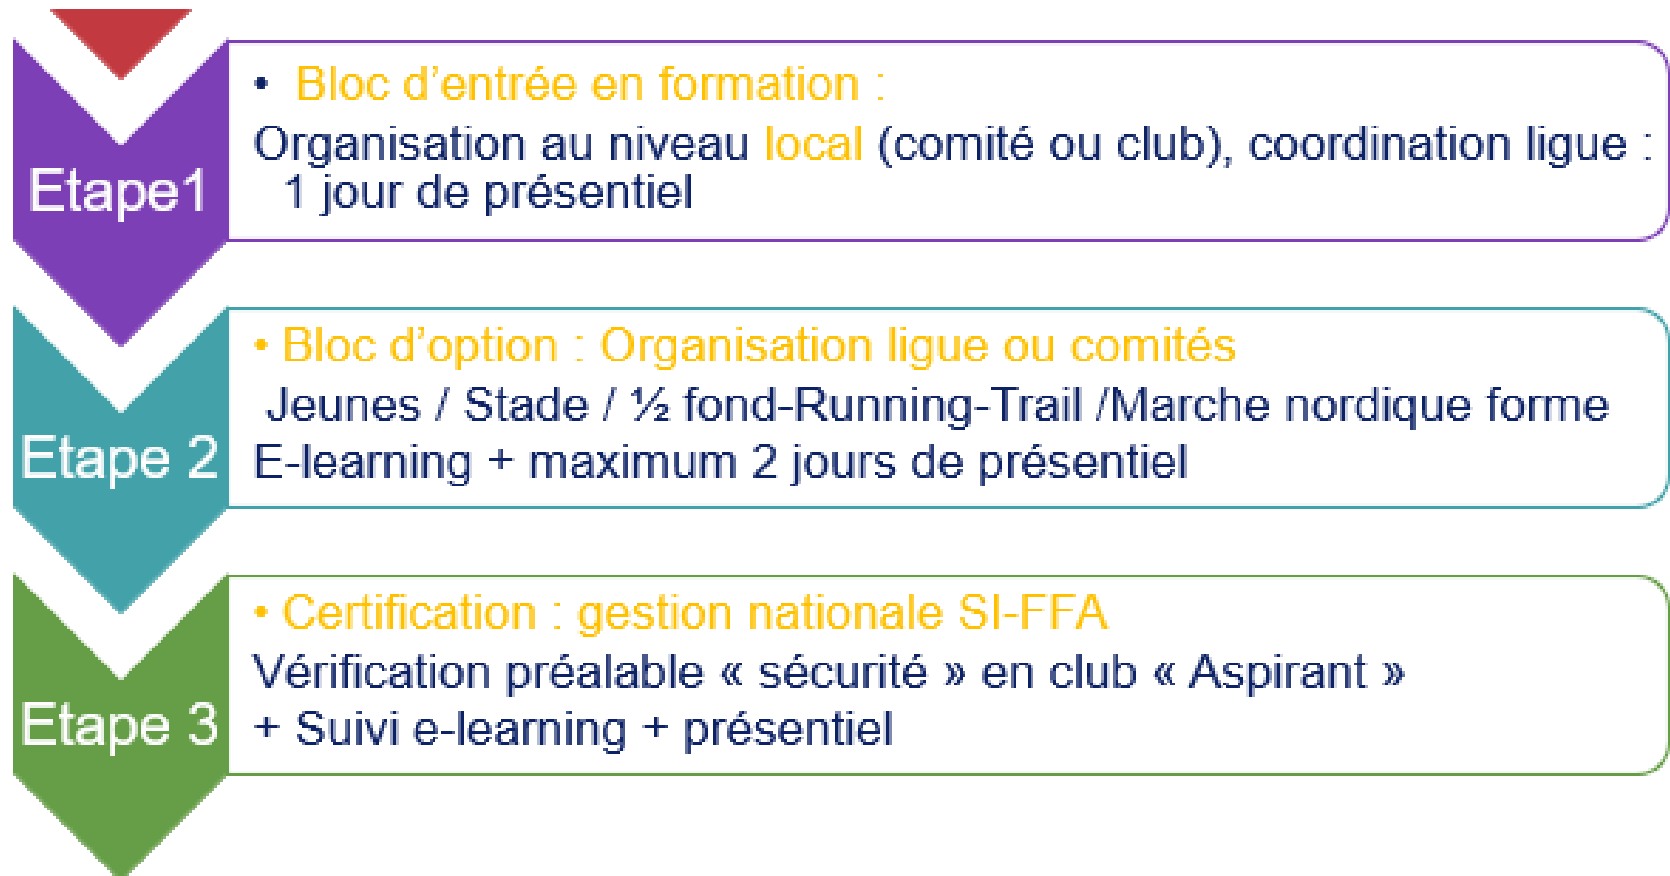 Etape1
• Bloc d’entrée en formation :
Organisation au niveau local (comité ou club), coordination ligue :
1 jour de présentiel
Etape 2
• Bloc d’option : Organisation ligue ou comités
Jeunes / Stade / ½ fond-Running-Trail /Marche nordique forme
E-learning + maximum 2 jours de présentiel
Etape 3
• Certification : gestion nationale SI-FFA
Vérification préalable « sécurité » en club « Aspirant »
+ Suivi e-learning + présentiel